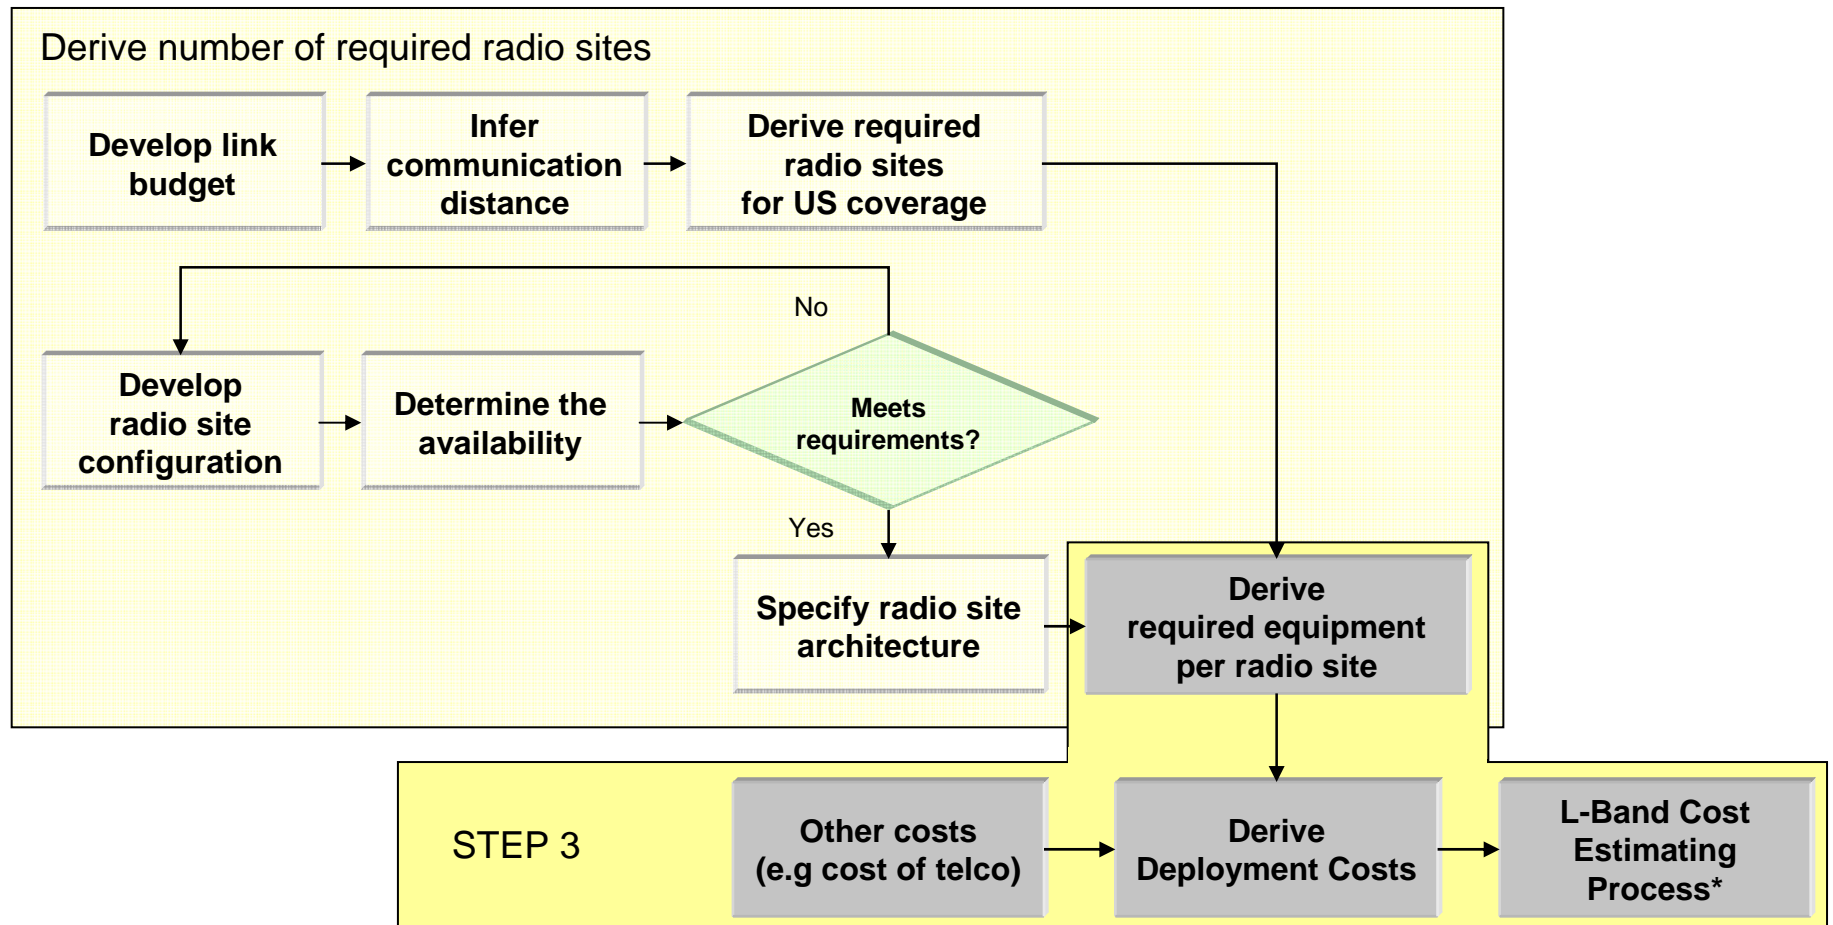 Derive number of required radio sites
Develop link
budget
Infer
communication
distance
Derive required
radio sites
for US coverage
No
Develop
radio site
configuration
Determine the
availability
Meets
requirements?
Yes
Specify radio site
architecture
Derive
required equipment
per radio site
STEP 3
Other costs
(e.g cost of telco)
Derive
Deployment Costs
L-Band Cost
Estimating
Process*